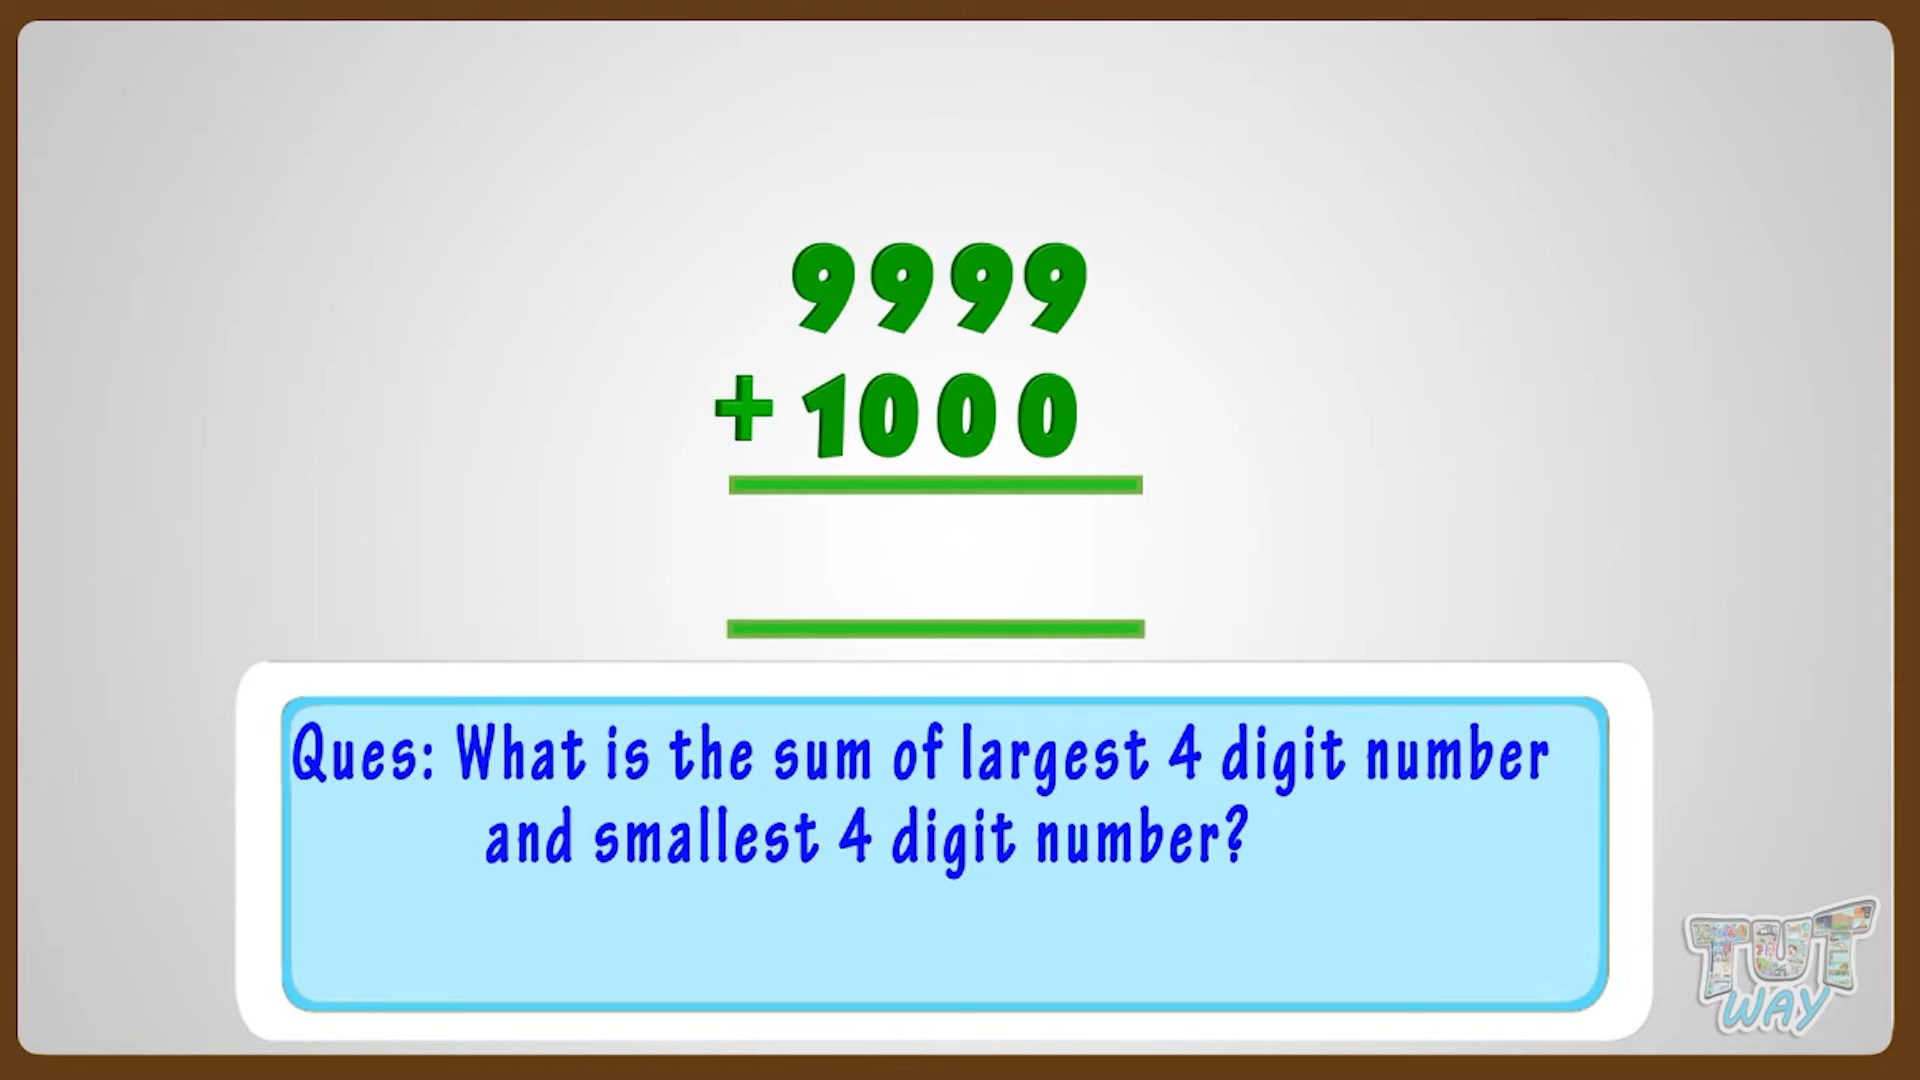 9999
+ 1000
Ques: What is the sum of largest 4 digit number
and smallest 4 digit number?
TUT
WAY